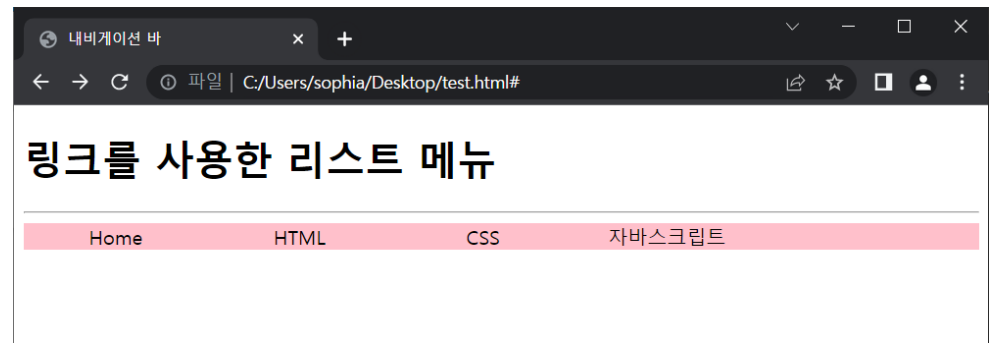 내비게이션 바
파일 | C:/Users/sophia/Desktop/test.html#
링크를 사용한 리스트 메뉴
Home HTML CSS 자바스크립트